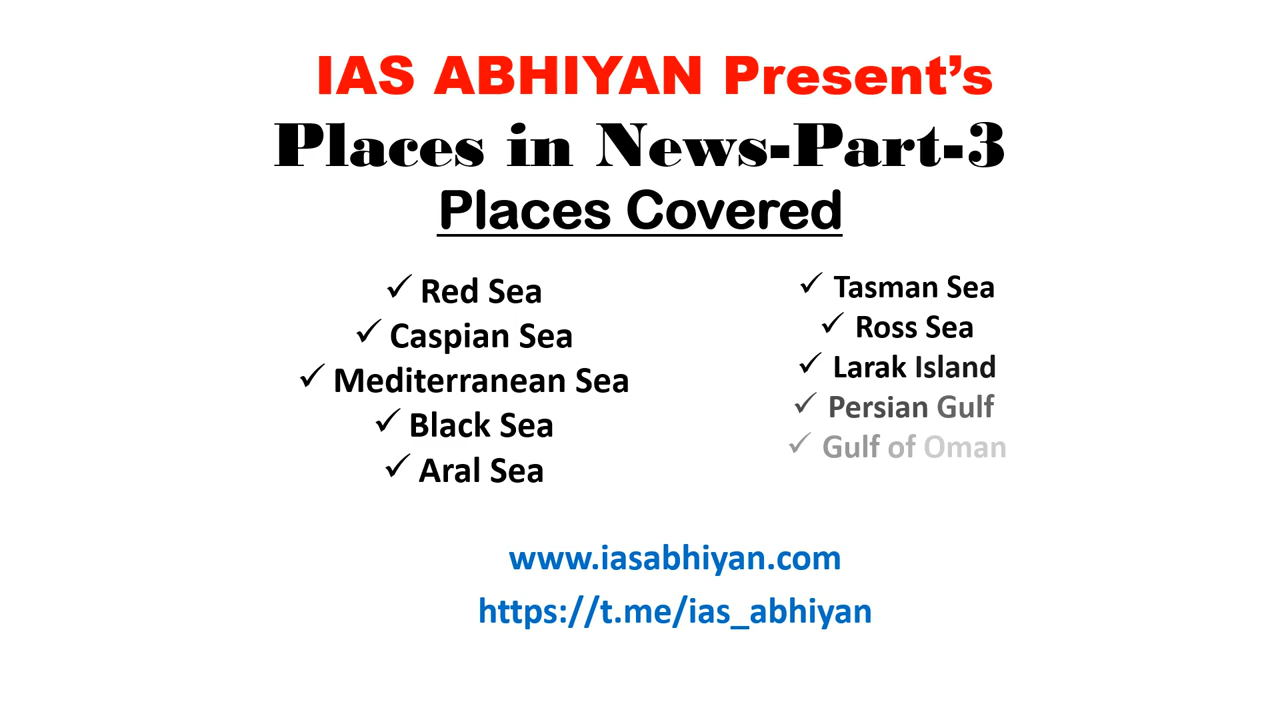 IAS ABHIYAN Present’s
Places in News-Part-3
Places Covered
✓ Red Sea
✓ Caspian Sea
✓ Mediterranean Sea
✓ Black Sea
✓ Aral Sea
✓ Tasman Sea
✓ Ross Sea
✓ Larak Island
✓ Persian Gulf
✓ Gulf of Oman
www.iasabhiyan.com
https://t.me/ias_abhiyan